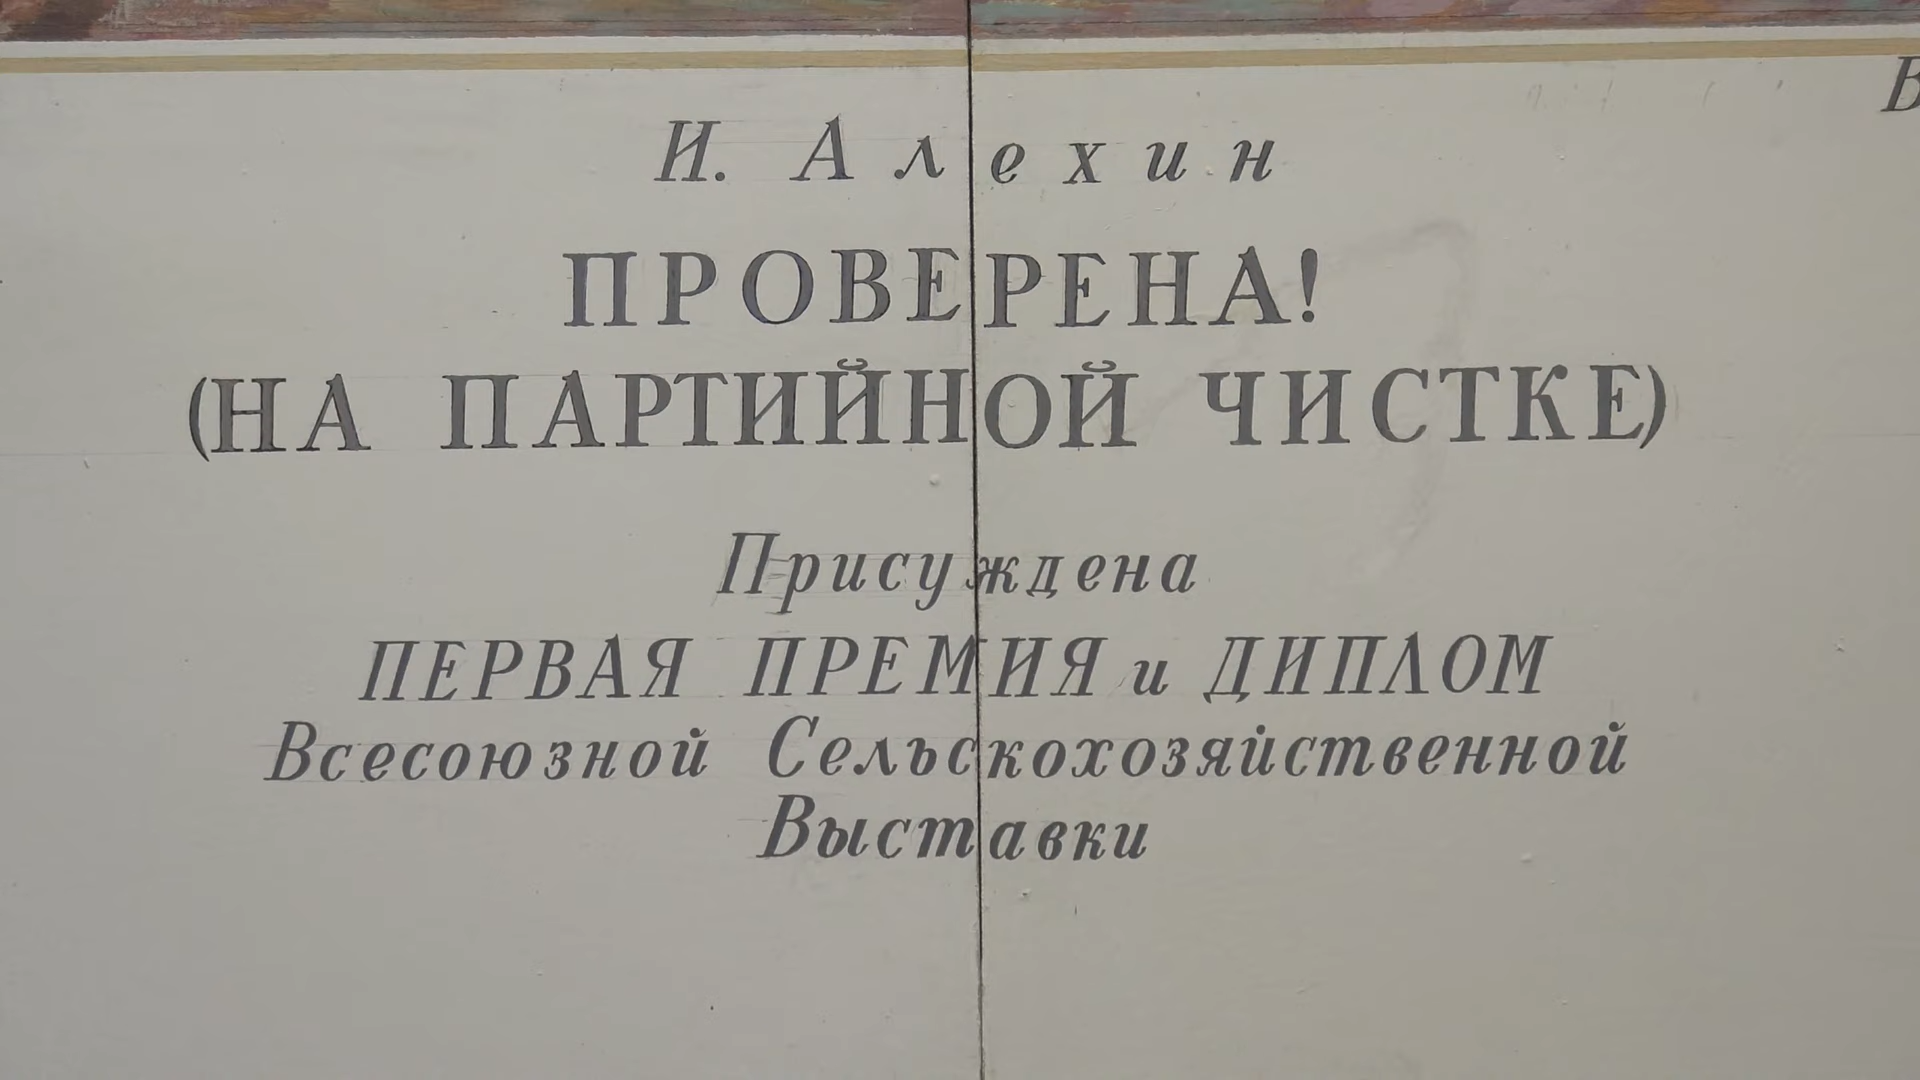 И. Алехин
ПРОВЕРЕНА!
(НА ПАРТИЙНОЙ ЧИСТКЕ)
Присуждена
ПЕРВАЯ ПРЕМИЯ и ДИПЛОМ
Всесоюзной Сельскохозяйственной
Выставки